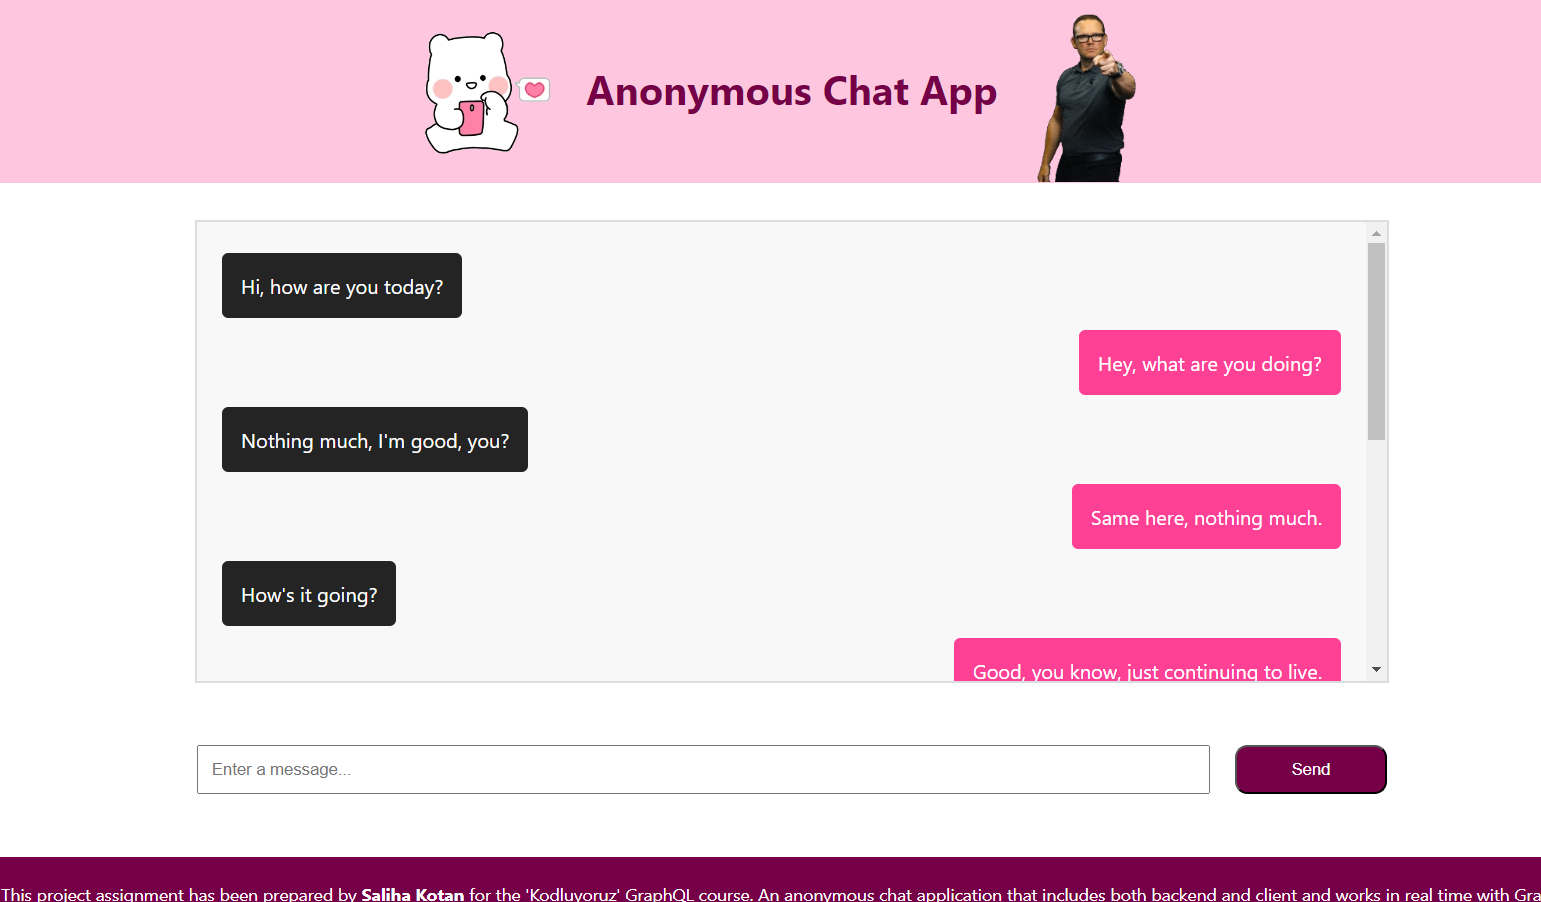 Anonymous Chat App
Hi, how are you today?
Hey, what are you doing?
Nothing much, I'm good, you?
Same here, nothing much.
How's it going?
Good, you know, just continuing to live.
Enter a message...
Send
This project assignment has been prepared by Saliha Kotan for the 'Kodluyoruz' GraphQL course. An anonymous chat application that includes both backend and client and works in real time with Gra